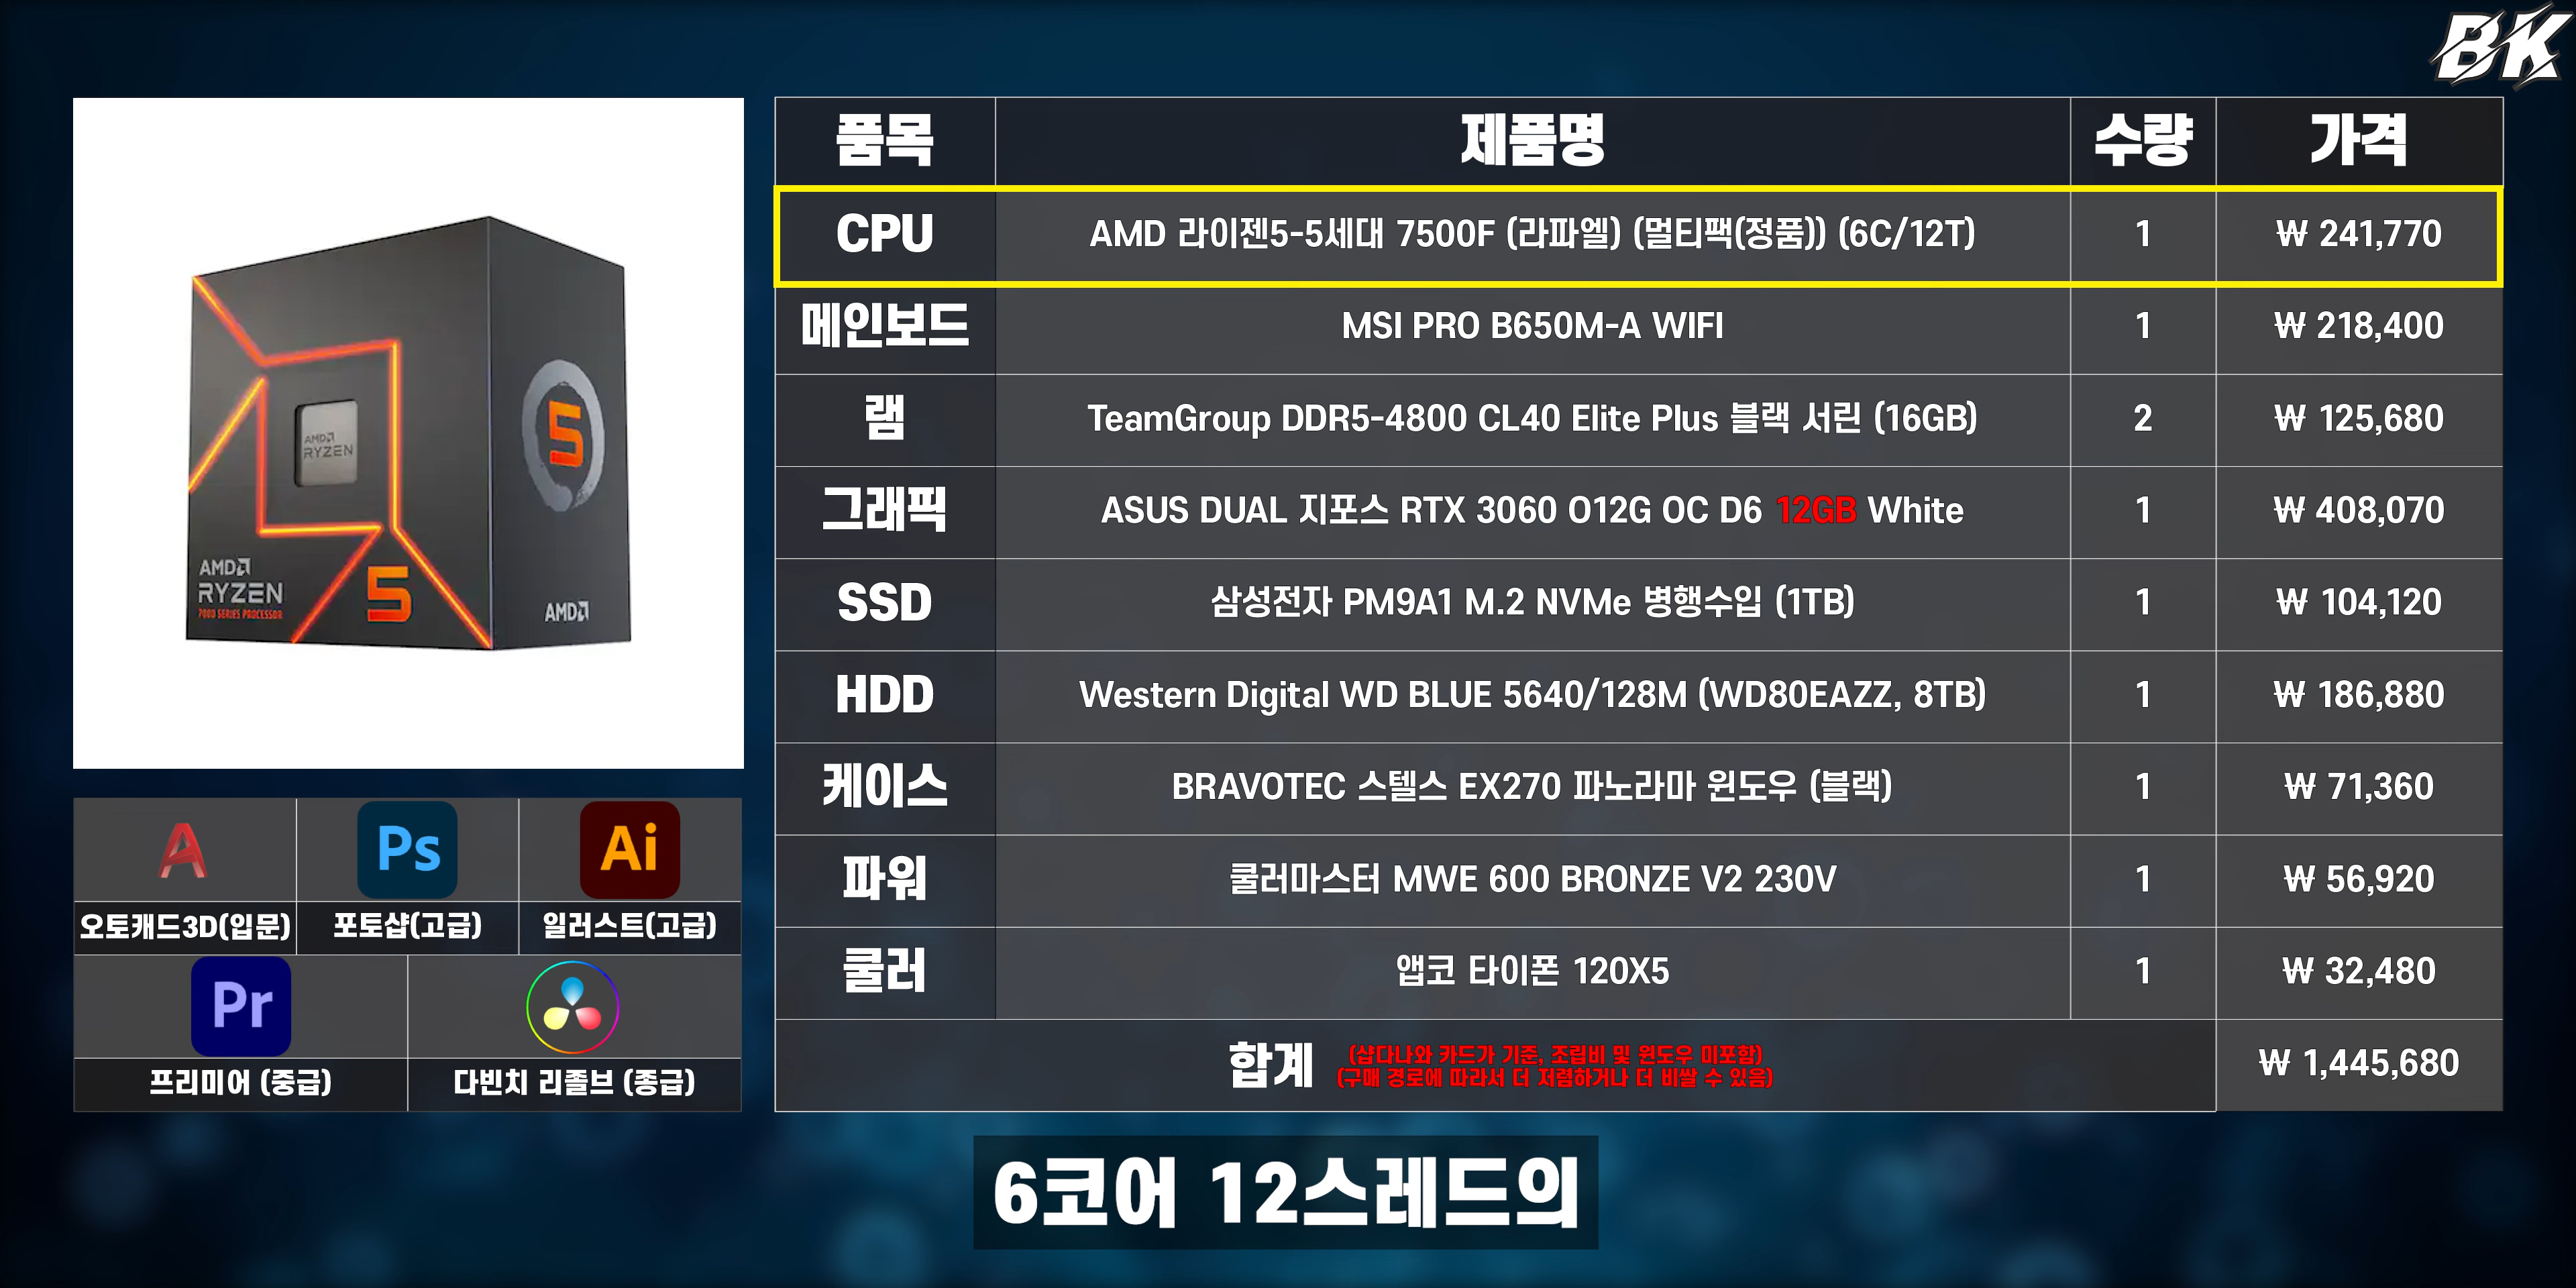 BK
품목 제품명 수량 가격
CPU AMD 라이젠5-5세대 7500F (라파엘) (멀티팩(정품)) (6C/12T) 1 ₩ 241,770
메인보드 MSI PRO B650M-A WIFI 1 ₩ 218,400
램 TeamGroup DDR5-4800 CL40 Elite Plus 블랙 서린 (16GB) 2 ₩ 125,680
그래픽 ASUS DUAL 지포스 RTX 3060 O12G OC D6 12GB White 1 ₩ 408,070
SSD 삼성전자 PM9A1 M.2 NVMe 병행수입 (1TB) 1 ₩ 104,120
HDD Western Digital WD BLUE 5640/128M (WD80EAZZ, 8TB) 1 ₩ 186,880
케이스 BRAVOTEC 스텔스 EX270 파노라마 윈도우 (블랙) 1 ₩ 71,360
파워 쿨러마스터 MWE 600 BRONZE V2 230V 1 ₩ 56,920
쿨러 앱코 타이폰 120X5 1 ₩ 32,480
합계 (샵다나와 카드가 기준, 조립비 및 윈도우 미포함)
(구매 경로에 따라서 더 저렴하거나 더 비쌀 수 있음)
₩ 1,445,680
AMD
RYZEN
5
AMD
RYZEN
7000 SERIES PROCESSOR
5
AMD
A
Ps
Ai
오토캐드3D(입문) 포토샵(고급) 일러스트(고급)
Pr
프리미어 (중급) 다빈치 리졸브 (종급)
6코어 12스레드의